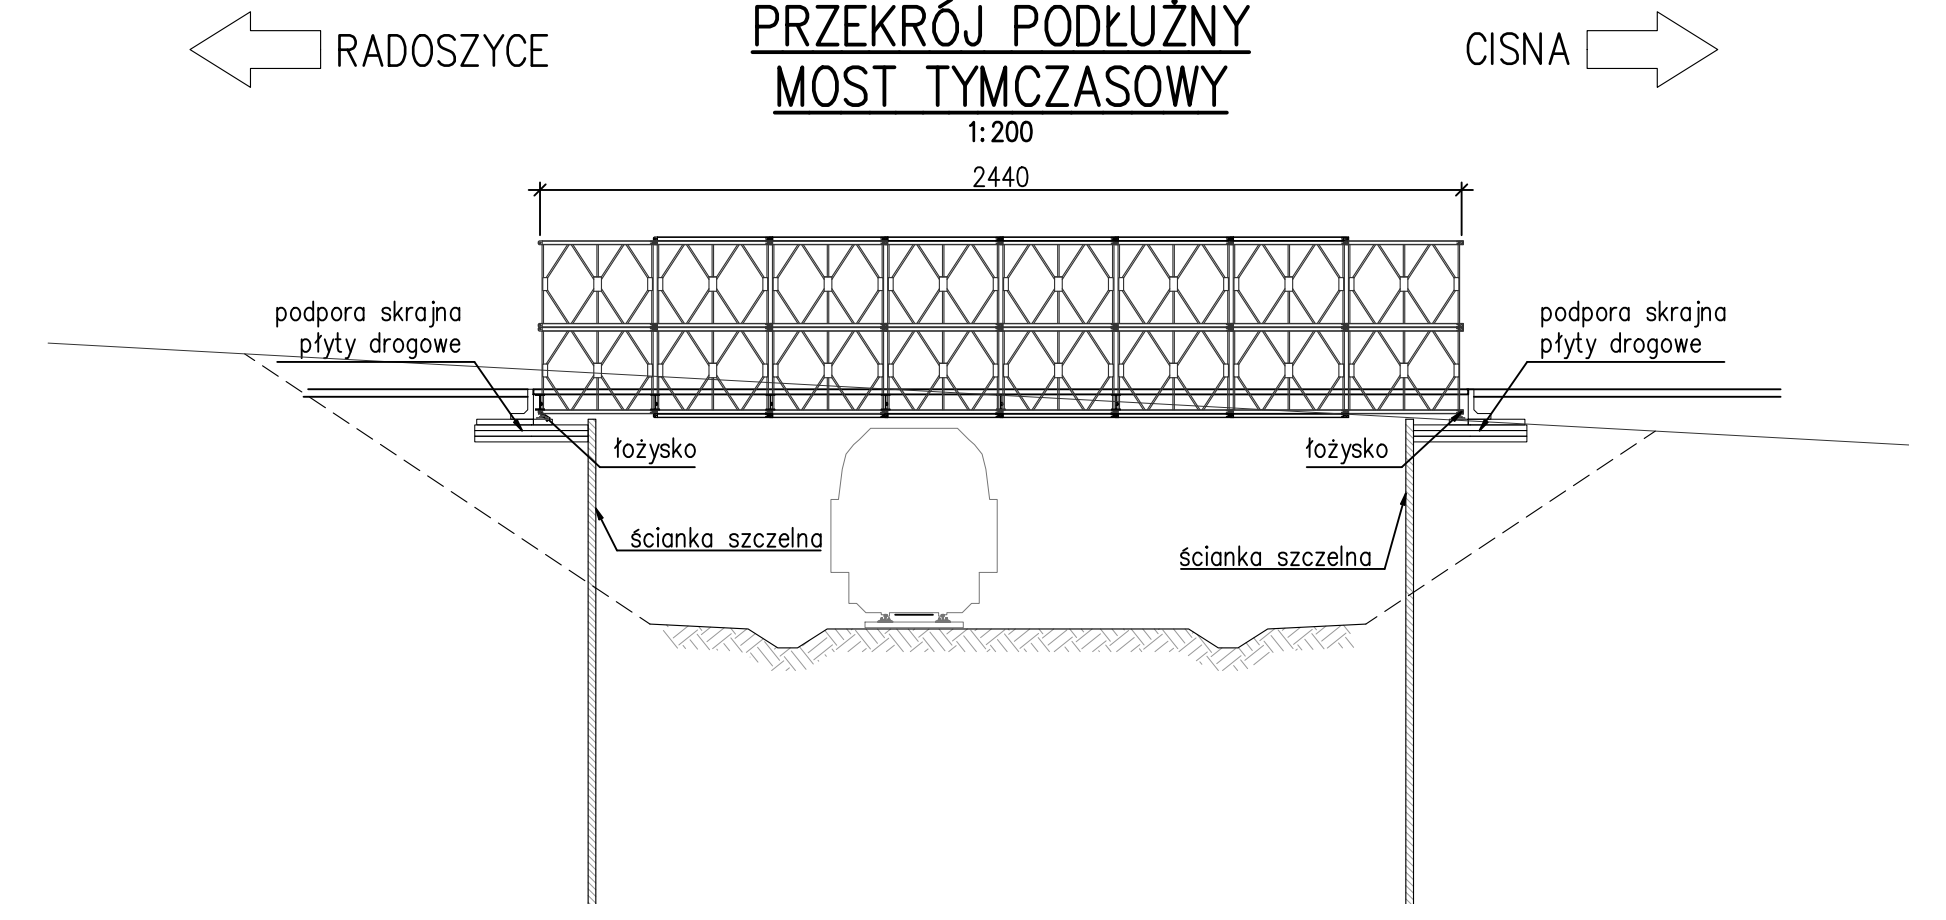 RADOSZYCE
PRZEKRÓJ PODŁUŻNY
MOST TYMCZASOWY
1:200
CISNA
2440
podpora skrajna
płyty drogowe
podpora skrajna
płyty drogowe
łożysko
łożysko
ścianka szczelna
ścianka szczelna